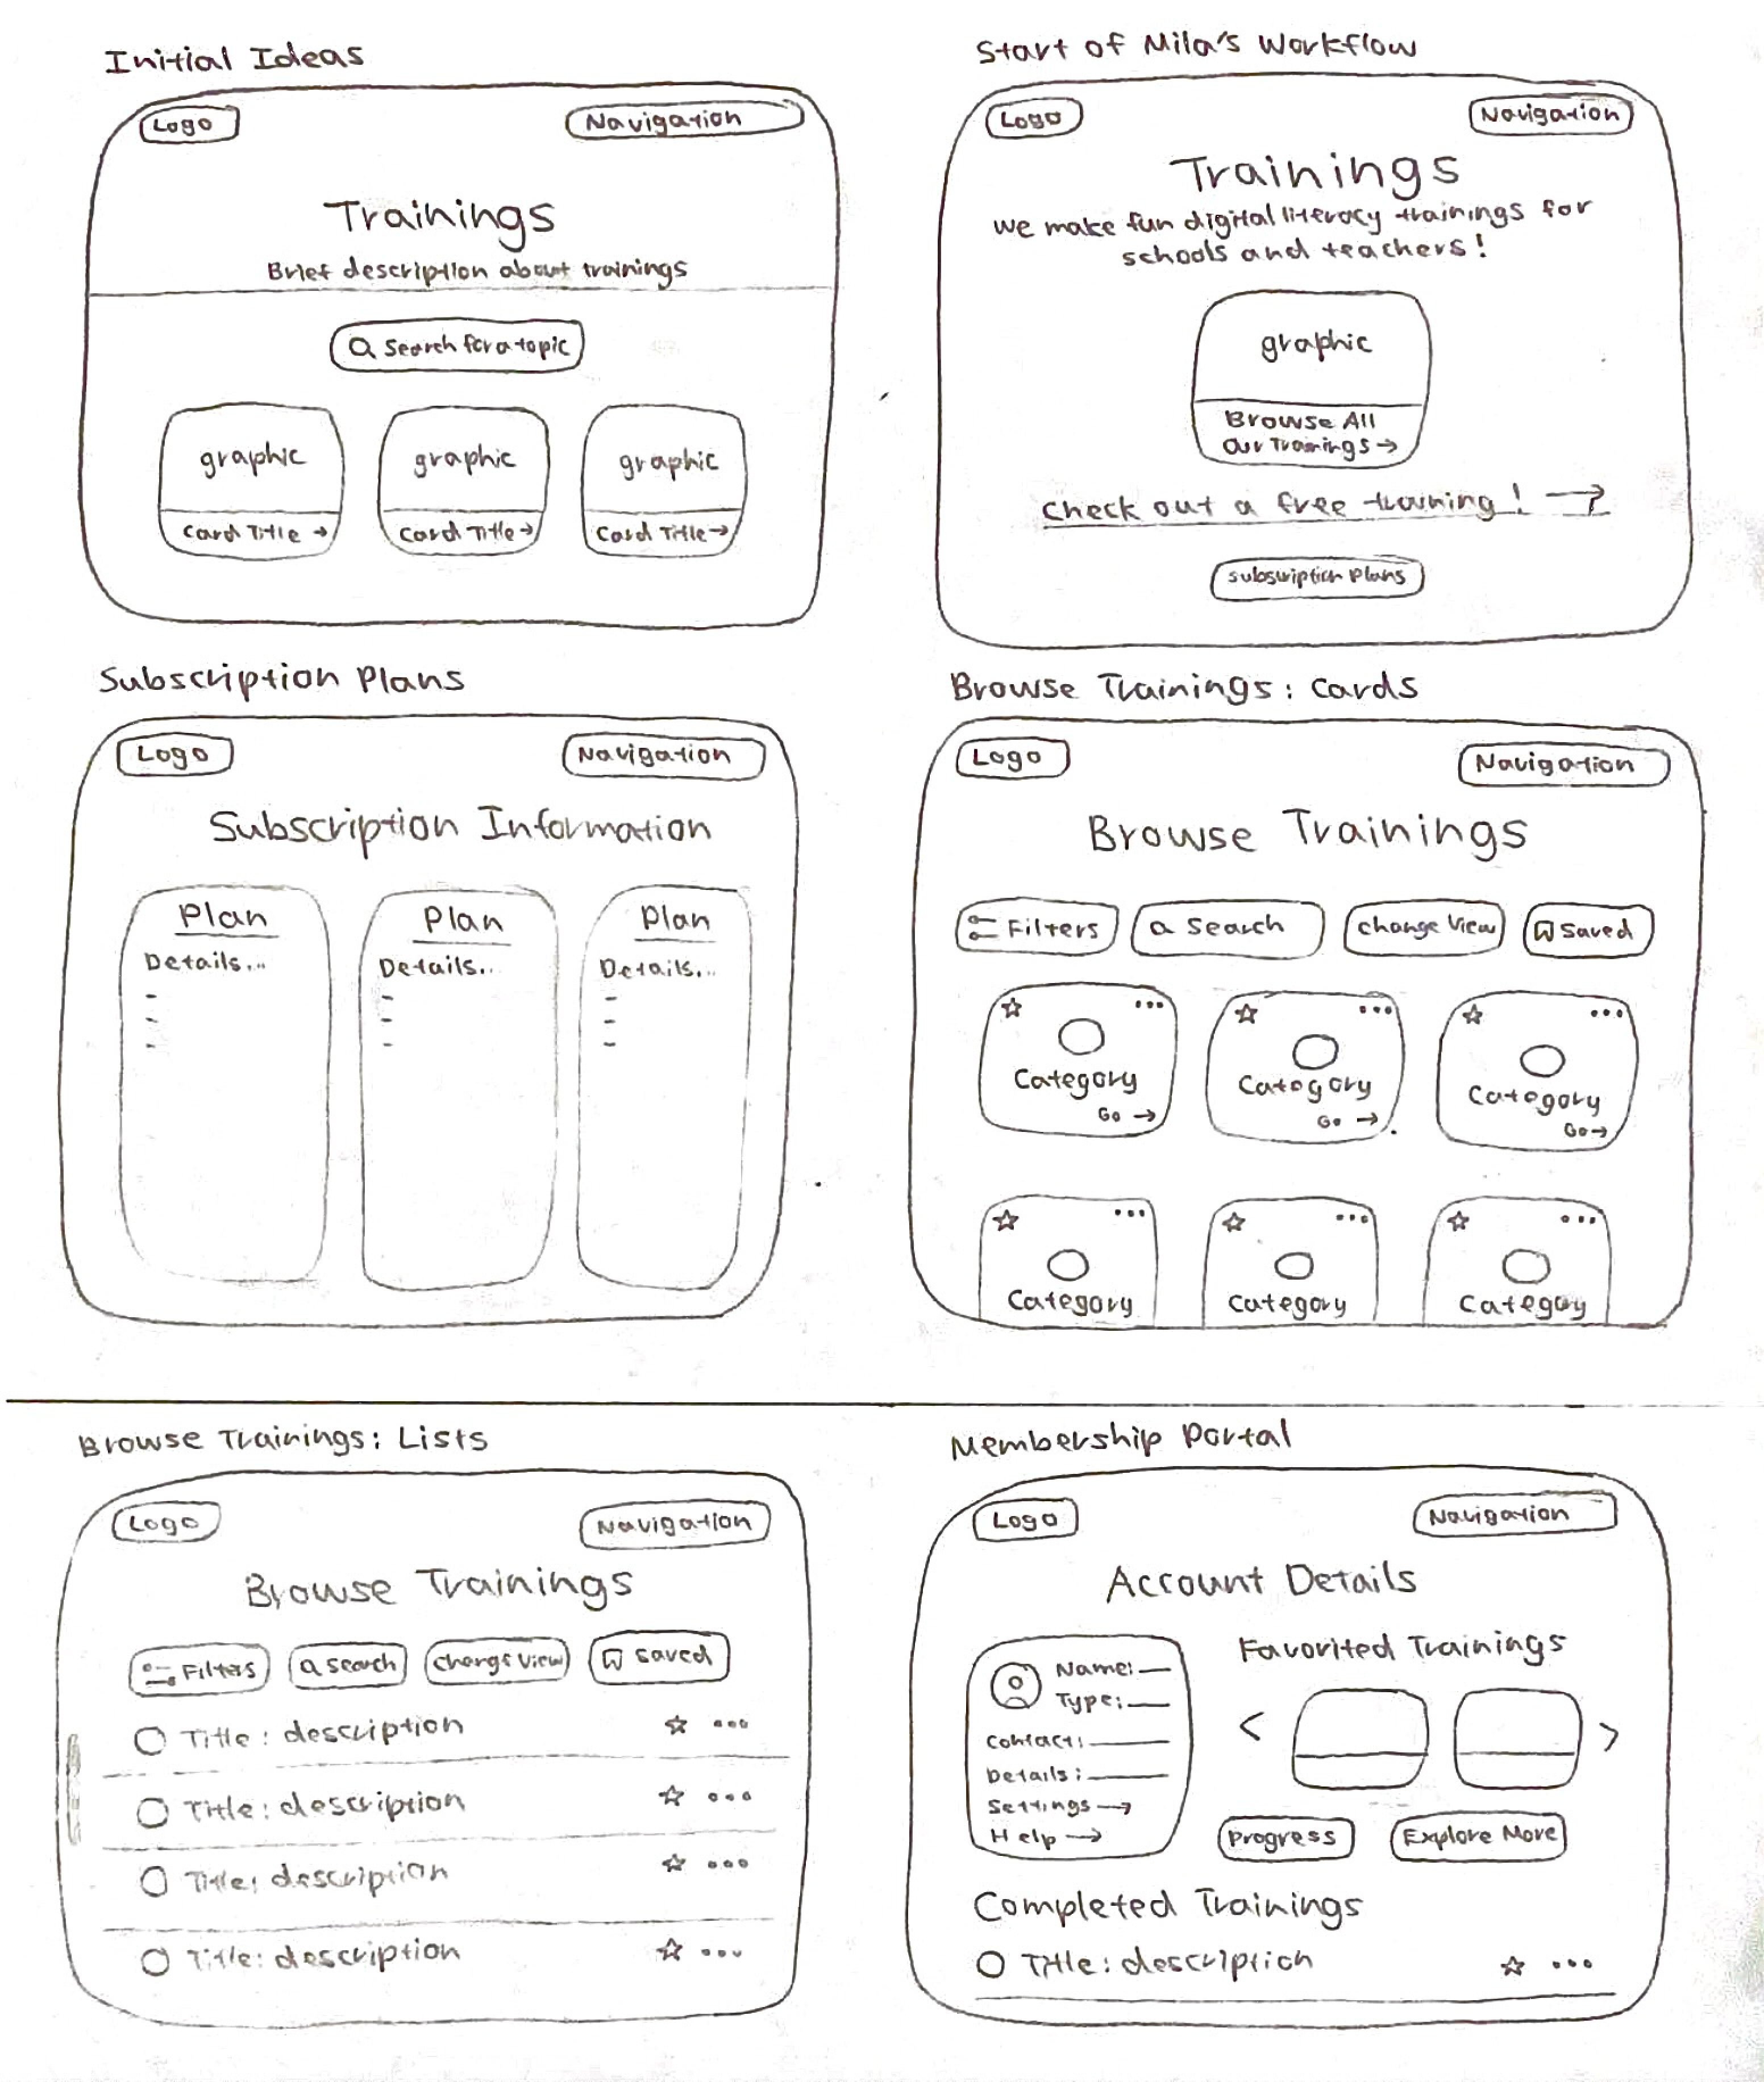 Initial Ideas
Logo
Navigation
Trainings
Brief description about trainings
Search for a topic
graphic
graphic
graphic
Card Title →
Card Title →
Card Title →
Start of Mila's Workflow
Logo
Navigation
Trainings
We make fun digital literacy trainings for
schools and teachers!
graphic
Browse All
Our Trainings →
Check out a free training! →
Subscription Plans
Subscription Plans
Logo
Navigation
Subscription Information
Plan
Details...
-
-
-
Plan
Details...
-
-
-
Plan
Details...
-
-
-
Browse Trainings: Cards
Logo
Navigation
Browse Trainings
Filters
Search
Change View
Saved
☆ ...
Category
Go →
☆ ...
Category
Go →
☆ ...
Category
Go →
☆ ...
Category
☆ ...
Category
☆ ...
Category
Browse Trainings: Lists
Logo
Navigation
Browse Trainings
Filters
Search
Change View
Saved
Title: description ☆ ...
Title: description ☆ ...
Title: description ☆ ...
Title: description ☆ ...
Membership Portal
Logo
Navigation
Account Details
Name:
Type:
Contact:
Details:
Settings →
Help →
Favorited Trainings
< >
Progress
Explore More
Completed Trainings
Title: description ☆ ...